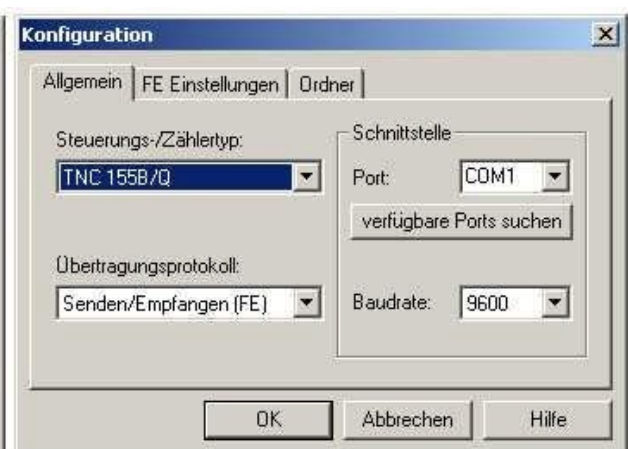 Konfiguration
Allgemein
FE Einstellungen
Ordner
Steuerungs-/Zählertyp:
TNC 155B/Q
Übertragungsprotokoll:
Senden/Empfangen (FE)
Schnittstelle
Port:
COM1
verfügbare Ports suchen
Baudrate:
9600
OK
Abbrechen
Hilfe